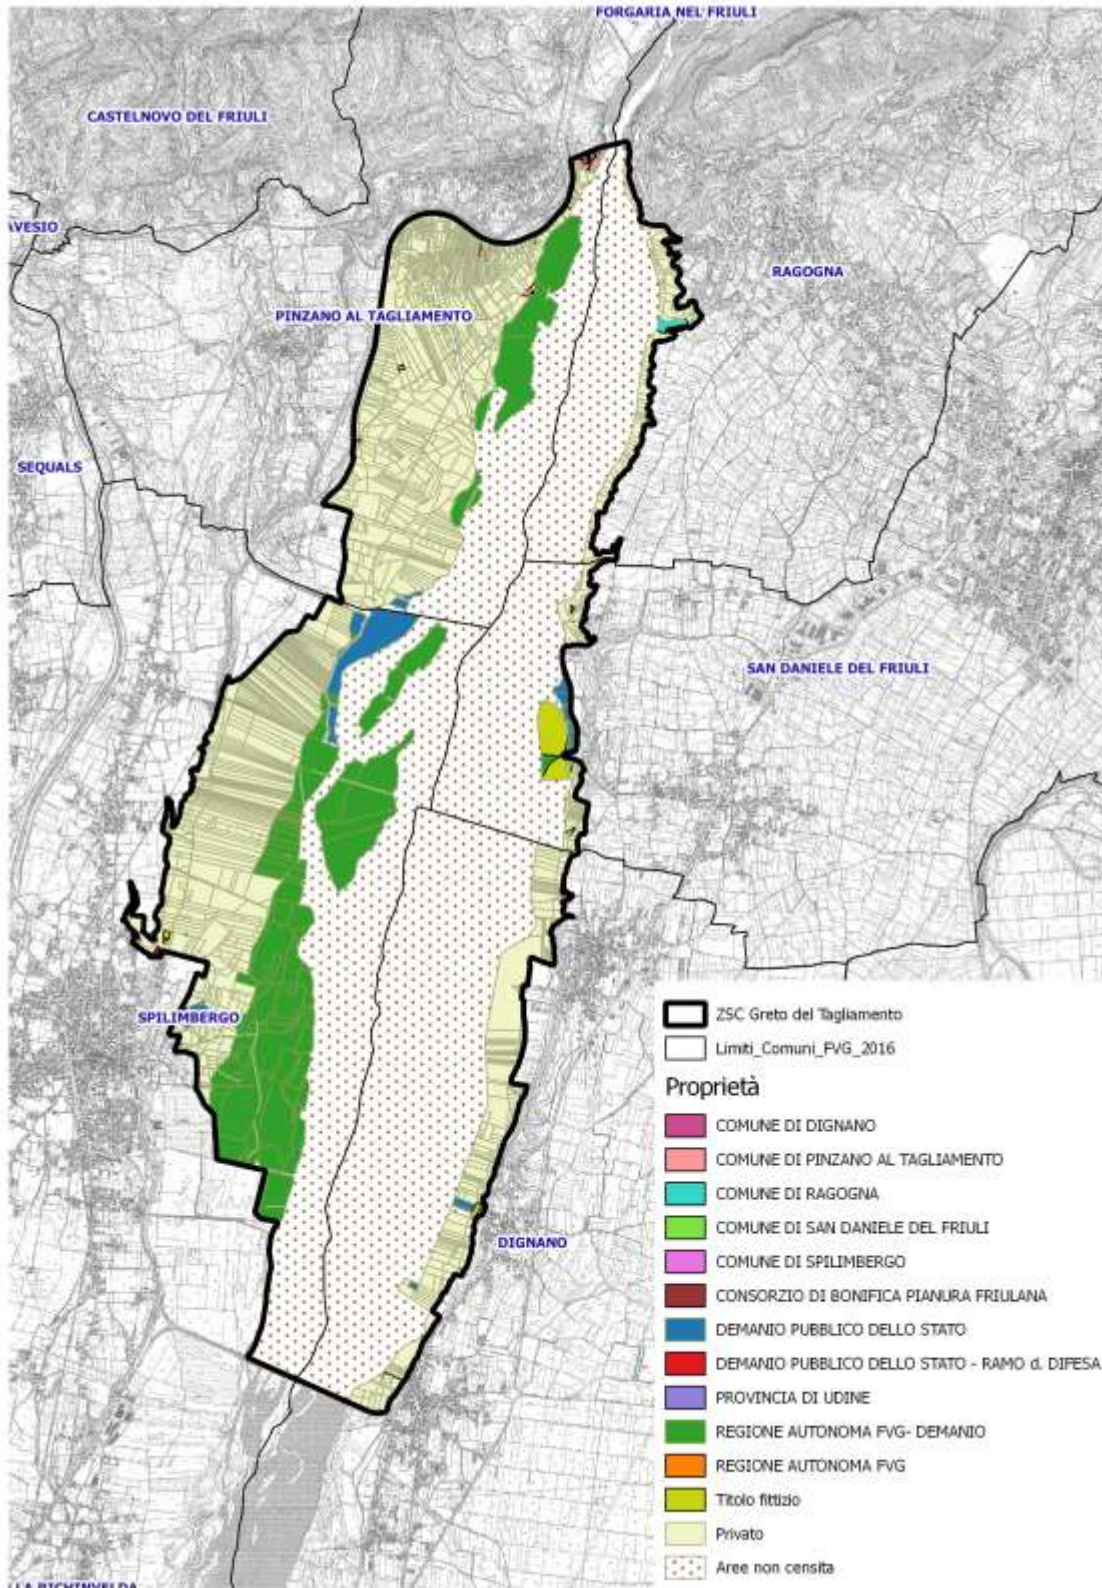 FORGARIA NEL FRIULI
CASTELNOVO DEL FRIULI
AVESIO
RAGOGNA
PINZANO AL TAGLIAMENTO
SEQUALS
SAN DANIELE DEL FRIULI
SPILIMBERGO
DIGNANO
ZSC Greto del Tagliamento
Limiti_Comuni_FVG_2016
Proprietà
COMUNE DI DIGNANO
COMUNE DI PINZANO AL TAGLIAMENTO
COMUNE DI RAGOGNA
COMUNE DI SAN DANIELE DEL FRIULI
COMUNE DI SPILIMBERGO
CONSORZIO DI BONIFICA PIANURA FRIULANA
DEMANIO PUBBLICO DELLO STATO
DEMANIO PUBBLICO DELLO STATO - RAMO d. DIFESA
PROVINCIA DI UDINE
REGIONE AUTONOMA FVG- DEMANIO
REGIONE AUTONOMA FVG
Titolo fittizio
Privato
Aree non censita
LLA RICHINVELDA